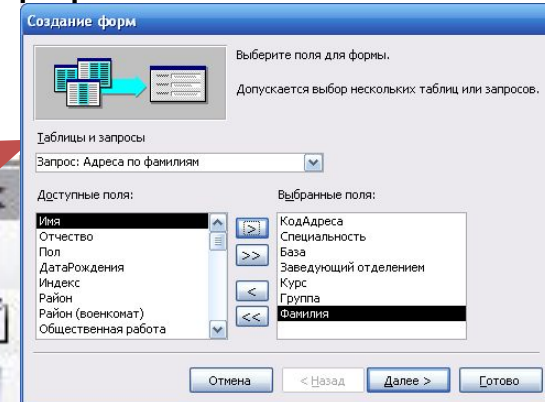 Создание форм
Выберите поля для формы.
Допускается выбор нескольких таблиц или запросов.
Таблицы и запросы
Запрос: Адреса по фамилиям
Доступные поля:
Имя
Отчество
Пол
ДатаРождения
Индекс
Район
Район (военкомат)
Общественная работа
>
>>
<
<<
Выбранные поля:
КодАдреса
Специальность
База
Заведующий отделением
Курс
Группа
Фамилия
Отмена
< Назад
Далее >
Готово